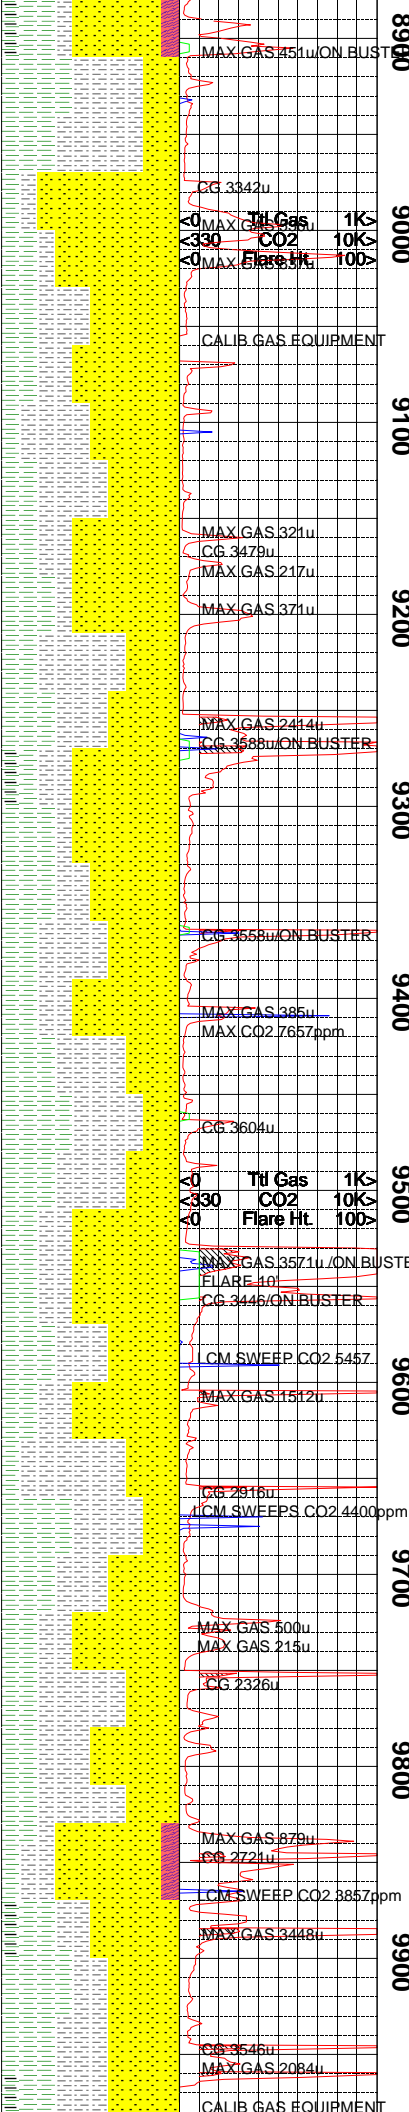 8900
MAX GAS 451u/ON BUSTER
CG 3342u
<0 Ttl Gas 1K>
<330 CO2 10K>
<0 Flare Ht. 100>
9000
CALIB GAS EQUIPMENT
9100
MAX GAS 321u
CG 3479u
MAX GAS 217u
MAX GAS 371u
9200
MAX GAS 2414u
CG 3588u/ON BUSTER
9300
CG 3558u/ON BUSTER
9400
MAX GAS 385u
MAX CO2 7657ppm
CG 3604u
<0 Ttl Gas 1K>
<330 CO2 10K>
<0 Flare Ht. 100>
9500
MAX GAS 3571u /ON BUSTE
FLARE 10'
CG 3446/ON BUSTER
LCM SWEEP CO2 5457
9600
MAX GAS 1512u
CG 2916u
LCM SWEEPS CO2 4400ppm
9700
MAX GAS 500u
MAX GAS 215u
CG 2326u
9800
MAX GAS 879u
CG 2721u
LCM SWEEP CO2 3857ppm
MAX GAS 3448u
9900
CG 3546u
MAX GAS 2084u
CALIB GAS EQUIPMENT